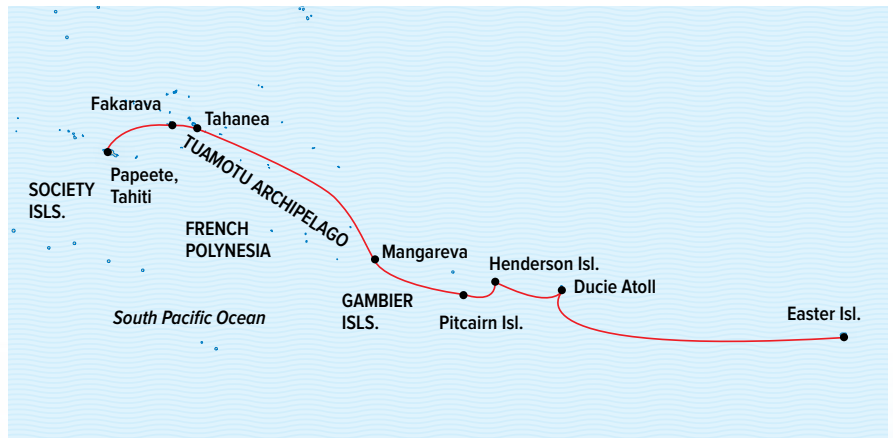 Fakarava
Tahanea
TUAMOTU ARCHIPELAGO
Papeete,
Tahiti
SOCIETY
ISLS.
FRENCH
POLYNESIA
Mangareva
Henderson Isl.
Ducie Atoll
GAMBIER
ISLS.
Pitcairn Isl.
Easter Isl.
South Pacific Ocean